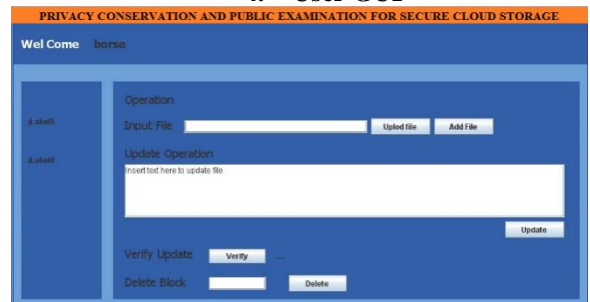 PRIVACY CONSERVATION AND PUBLIC EXAMINATION FOR SECURE CLOUD STORAGE
Wel Come borse
Operation
jLabel5
Input File Uplod file Add File
jLabel4
Update Operation
Insert text here to update file
Update
Verify Update Verify ...
Delete Block Delete